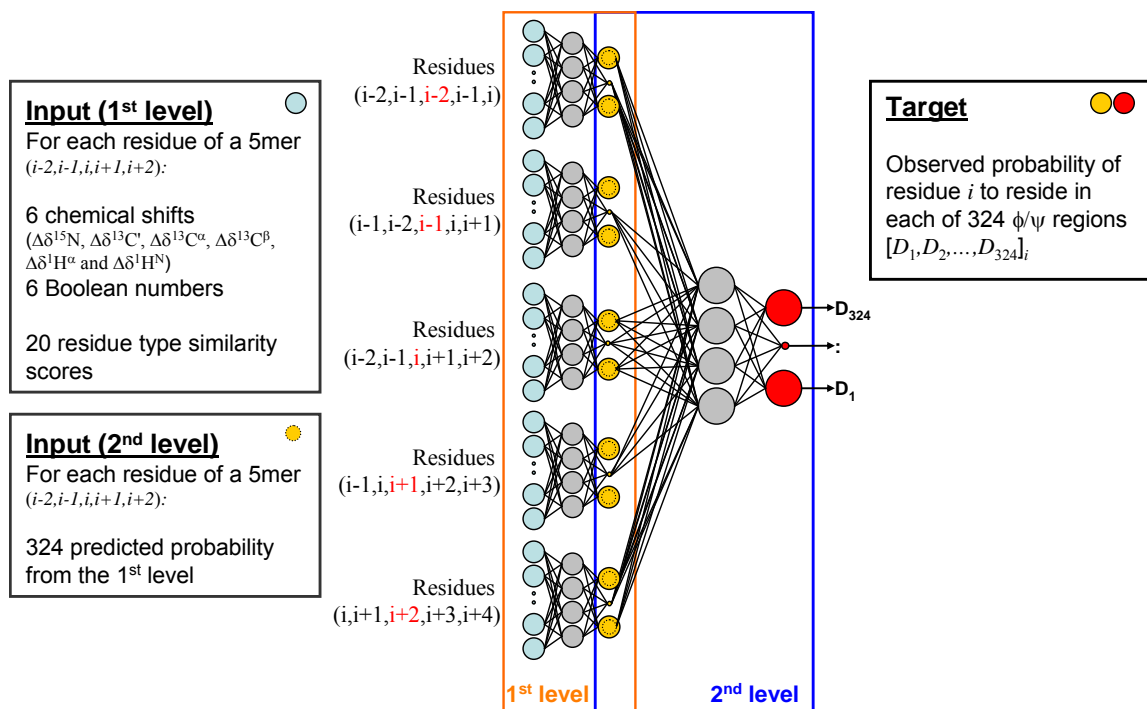 Input (1st level)
For each residue of a 5mer
(i-2,i-1,i,i+1,i+2):
6 chemical shifts
(Δδ15N, Δδ13C', Δδ13Cα, Δδ13Cβ,
Δδ1Hα and Δδ1HN)
6 Boolean numbers
20 residue type similarity
scores
Input (2nd level)
For each residue of a 5mer
(i-2,i-1,i,i+1,i+2):
324 predicted probability
from the 1st level
Residues
(i-2,i-1,i-2,i-1,i)
Residues
(i-1,i-2,i-1,i,i+1)
Residues
(i-2,i-1,i,i+1,i+2)
Residues
(i-1,i,i+1,i+2,i+3)
Residues
(i,i+1,i+2,i+3,i+4)
1st level
2nd level
D324
:
D1
Target
Observed probability of
residue i to reside in
each of 324 ϕ/ψ regions
[D1,D2,...,D324]i